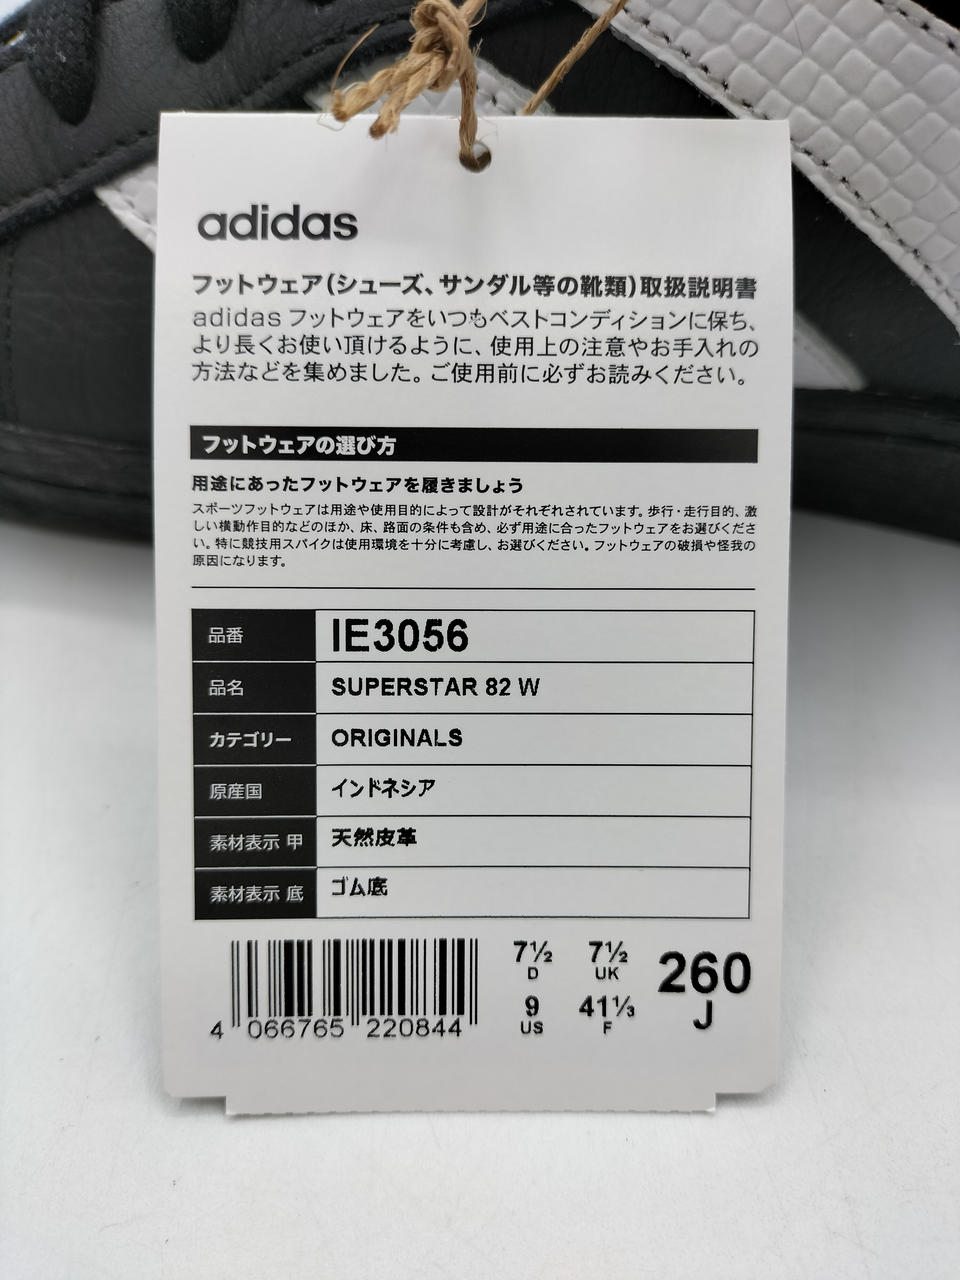 adidas
フットウェア(シューズ、サンダル等の靴類)取扱説明書
adidas フットウェアをいつもベストコンディションに保ち、
より長くお使い頂けるように、使用上の注意やお手入れの
方法などを集めました。ご使用前に必ずお読みください。
フットウェアの選び方
用途にあったフットウェアを履きましょう
スポーツフットウェアは用途や使用目的によって設計がそれぞれされています。歩行・走行目的、激
しい横動作目的などのほか、床、路面の条件も含め、必ず用途に合ったフットウェアをお選びくださ
い。特に競技用スパイクは使用環境を十分に考慮し、お選びください。フットウェアの破損や怪我の
原因になります。
品番 IE3056
品名 SUPERSTAR 82 W
カテゴリー ORIGINALS
原産国 インドネシア
素材表示 甲 天然皮革
素材表示 底 ゴム底
7½ 7½ 260
D UK J
9 41⅓
US F
4 066765 220844